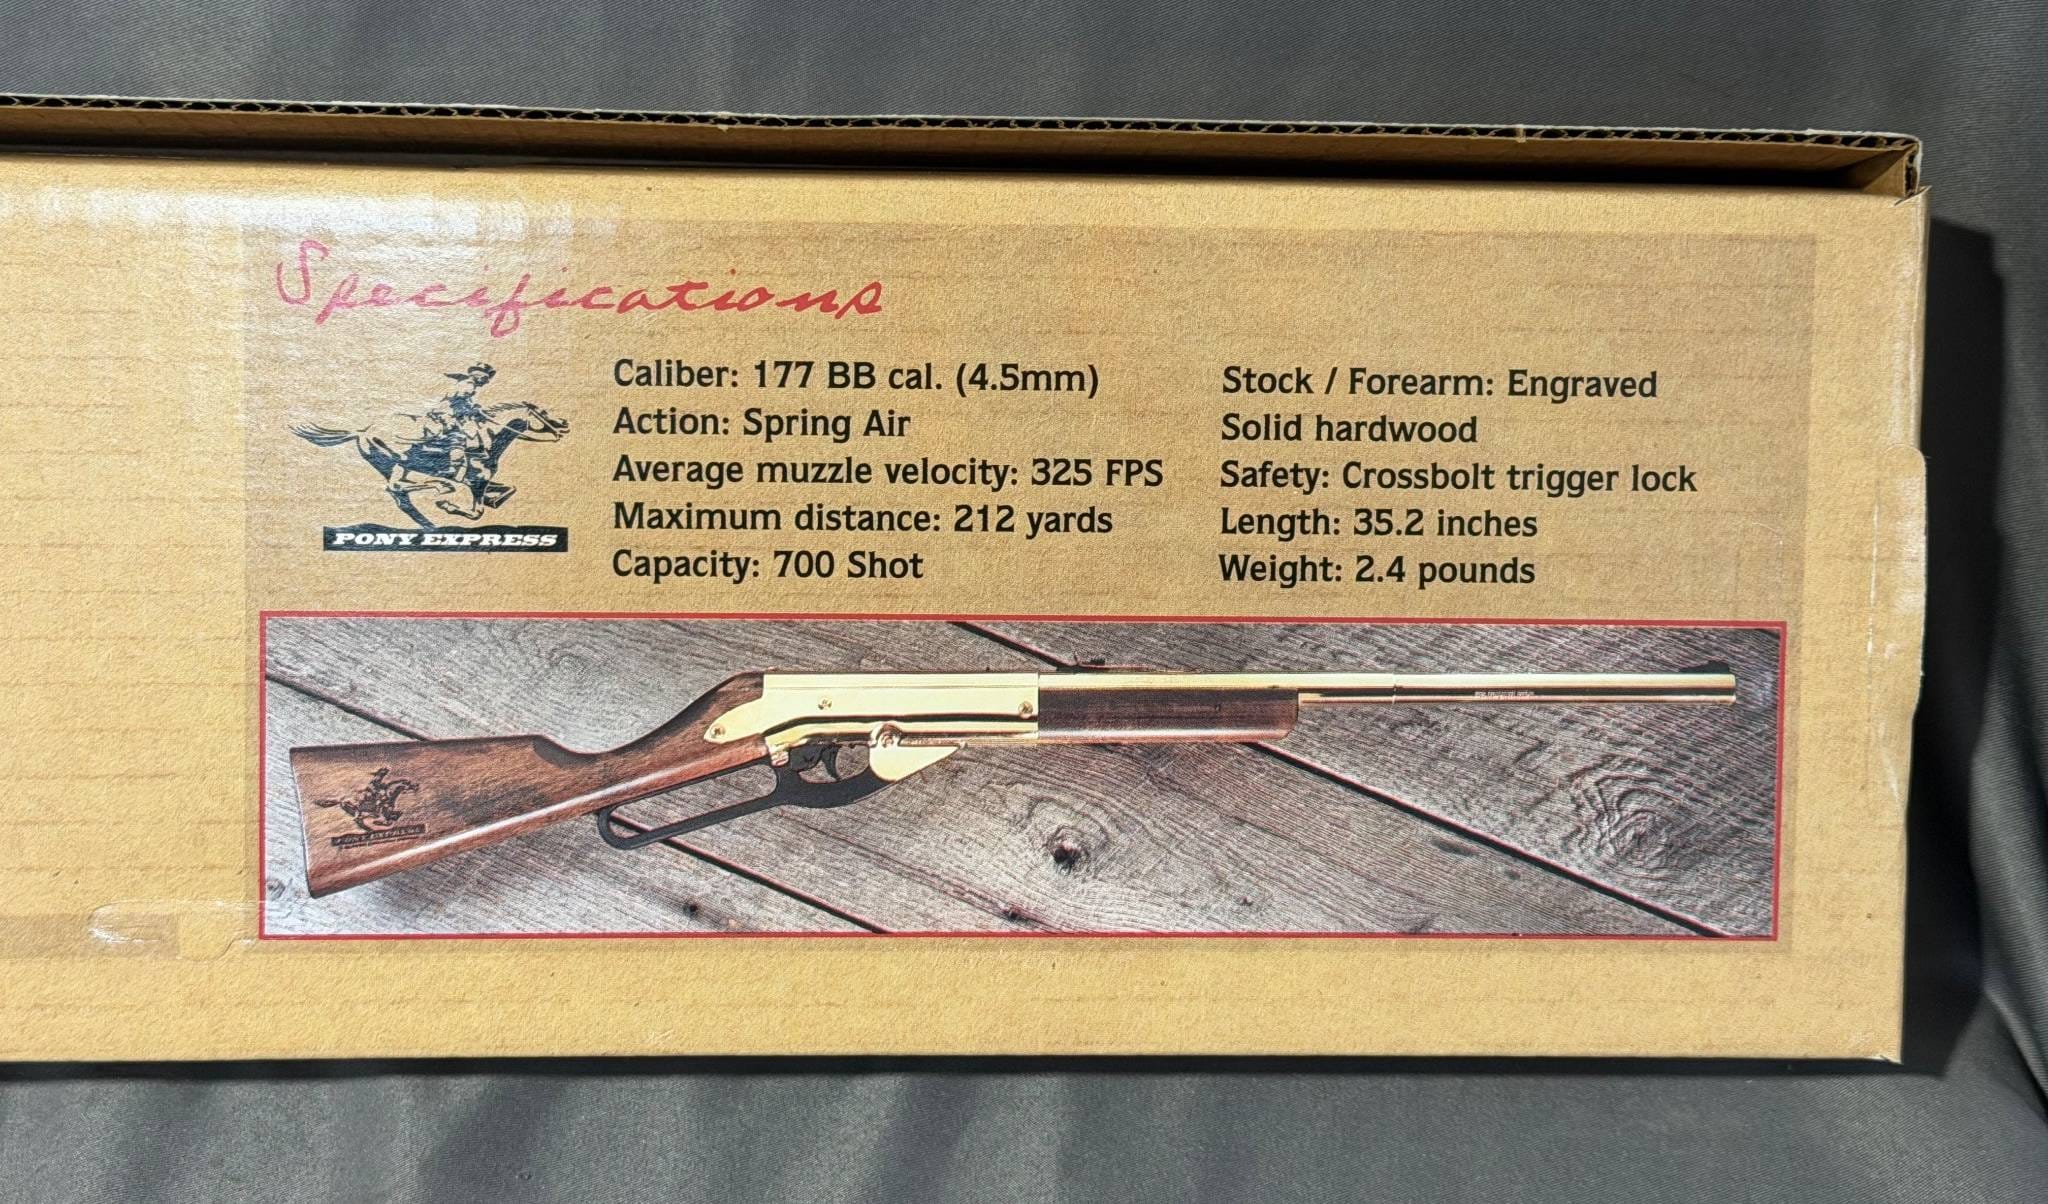 Specifications
PONY EXPRESS
Caliber: 177 BB cal. (4.5mm)
Action: Spring Air
Average muzzle velocity: 325 FPS
Maximum distance: 212 yards
Capacity: 700 Shot
Stock / Forearm: Engraved
Solid hardwood
Safety: Crossbolt trigger lock
Length: 35.2 inches
Weight: 2.4 pounds
PONY EXPRESS